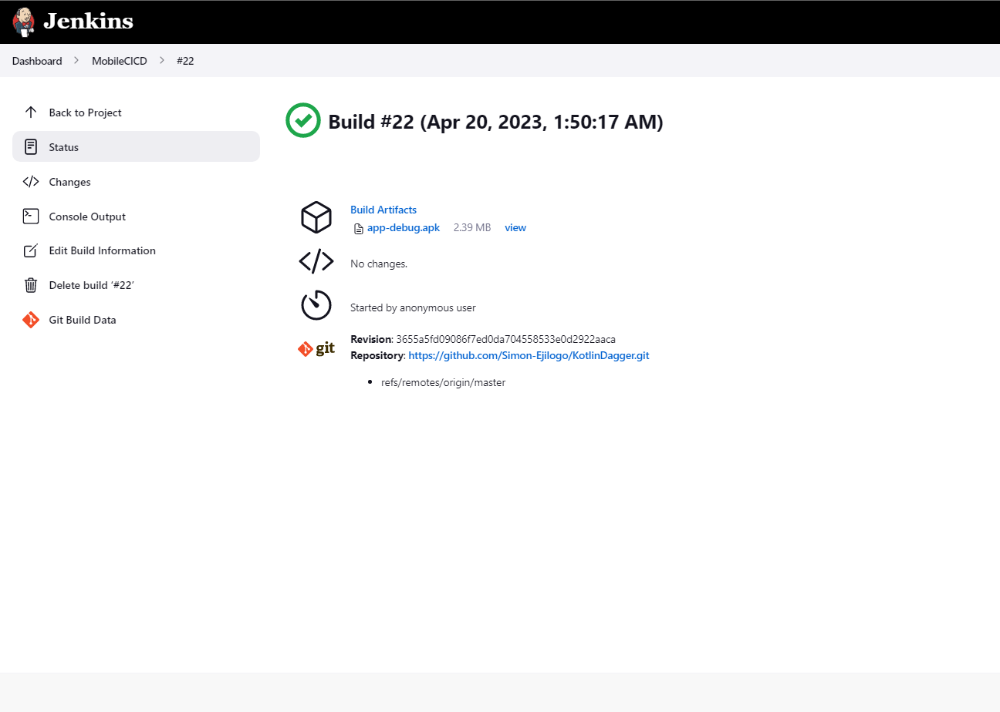 Jenkins
Dashboard > MobileCICD > #22
Back to Project
Status
Changes
Console Output
Edit Build Information
Delete build ‘#22’
Git Build Data
Build #22 (Apr 20, 2023, 1:50:17 AM)
Build Artifacts
app-debug.apk 2.39 MB view
No changes.
Started by anonymous user
git
Revision: 3655a5fd09086f7ed0da704558533e0d2922aaca
Repository: https://github.com/Simon-Ejilogo/KotlinDagger.git
• refs/remotes/origin/master